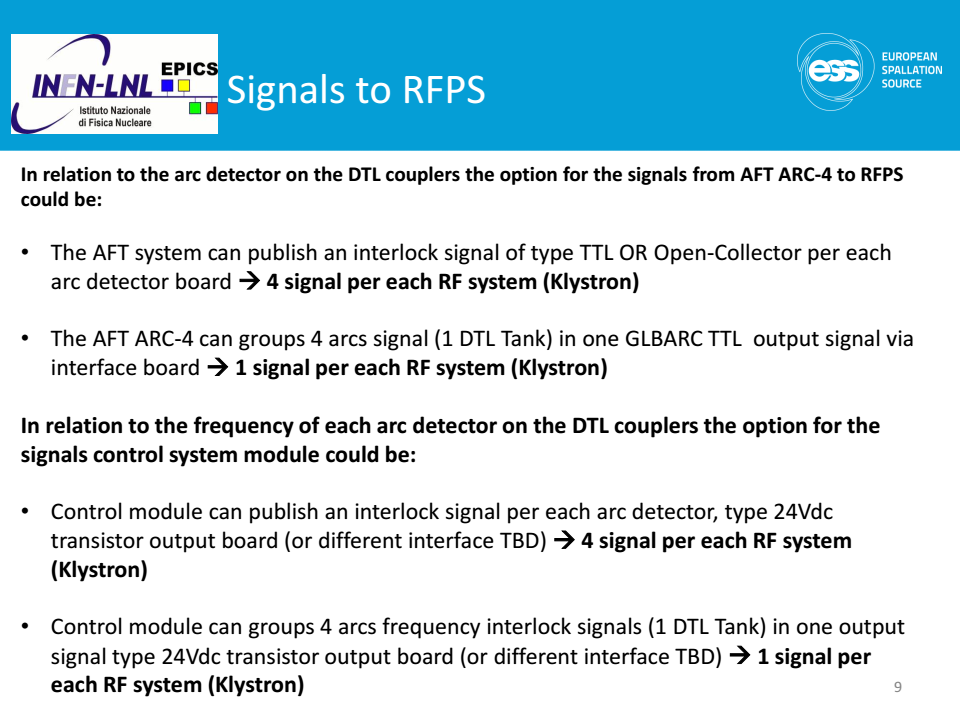 INFN-LNL
EPICS
Istituto Nazionale
di Fisica Nucleare
Signals to RFPS
ess
EUROPEAN
SPALLATION
SOURCE
In relation to the arc detector on the DTL couplers the option for the signals from AFT ARC-4 to RFPS
could be:
• The AFT system can publish an interlock signal of type TTL OR Open-Collector per each
arc detector board → 4 signal per each RF system (Klystron)
• The AFT ARC-4 can groups 4 arcs signal (1 DTL Tank) in one GLBARC TTL output signal via
interface board → 1 signal per each RF system (Klystron)
In relation to the frequency of each arc detector on the DTL couplers the option for the
signals control system module could be:
• Control module can publish an interlock signal per each arc detector, type 24Vdc
transistor output board (or different interface TBD) → 4 signal per each RF system
(Klystron)
• Control module can groups 4 arcs frequency interlock signals (1 DTL Tank) in one output
signal type 24Vdc transistor output board (or different interface TBD) → 1 signal per
each RF system (Klystron)
9